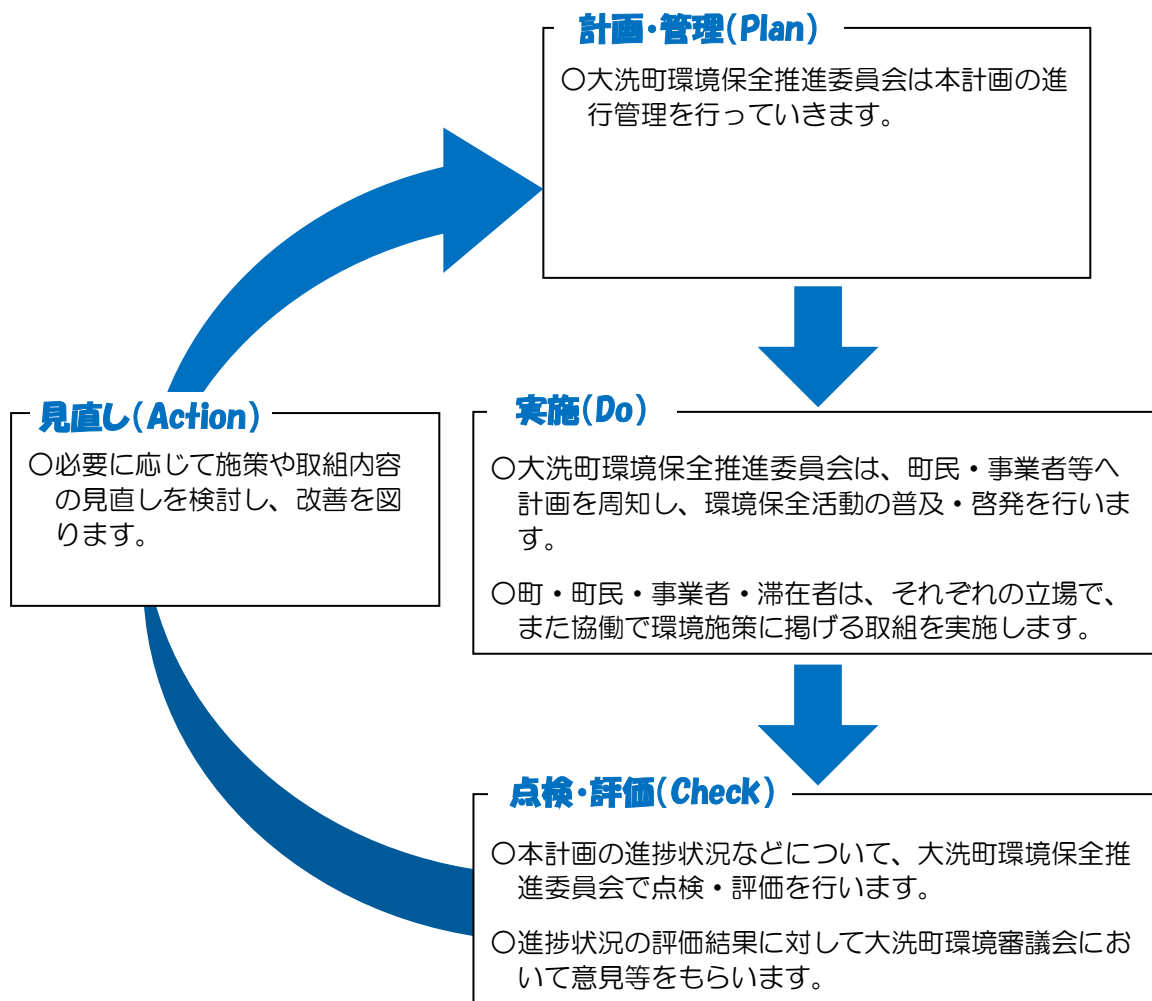 計画・管理(Plan)
○大洗町環境保全推進委員会は本計画の進
行管理を行っていきます。
見直し(Action)
○必要に応じて施策や取組内容
の見直しを検討し、改善を図
ります。
実施(Do)
○大洗町環境保全推進委員会は、町民・事業者等へ
計画を周知し、環境保全活動の普及・啓発を行いま
す。
○町・町民・事業者・滞在者は、それぞれの立場で、
また協働で環境施策に掲げる取組を実施します。
点検・評価(Check)
○本計画の進捗状況などについて、大洗町環境保全推
進委員会で点検・評価を行います。
○進捗状況の評価結果に対して大洗町環境審議会にお
いて意見等をもらいます。